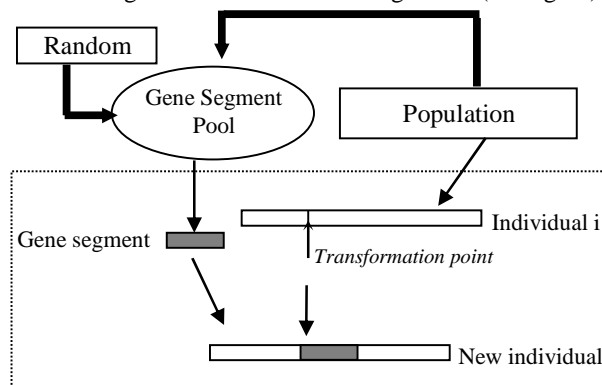 Random
Gene Segment
Pool
Population
Individual i
Gene segment
Transformation point
New individual